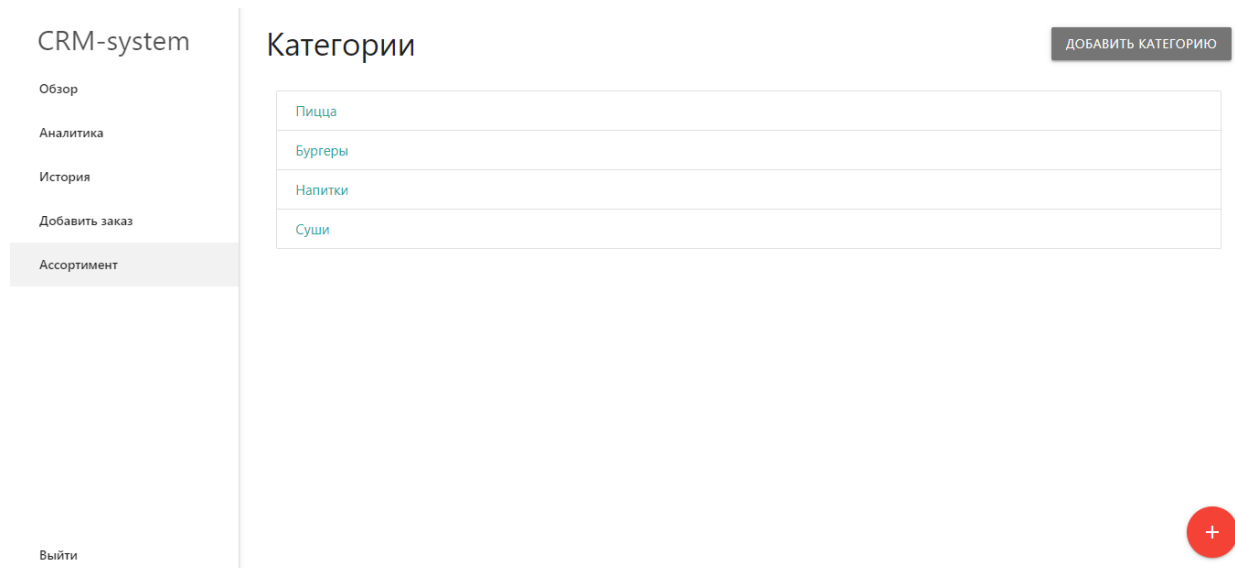 CRM-system
Обзор
Аналитика
История
Добавить заказ
Ассортимент
Выйти
Категории
ДОБАВИТЬ КАТЕГОРИЮ
Пицца
Бургеры
Напитки
Суши
+